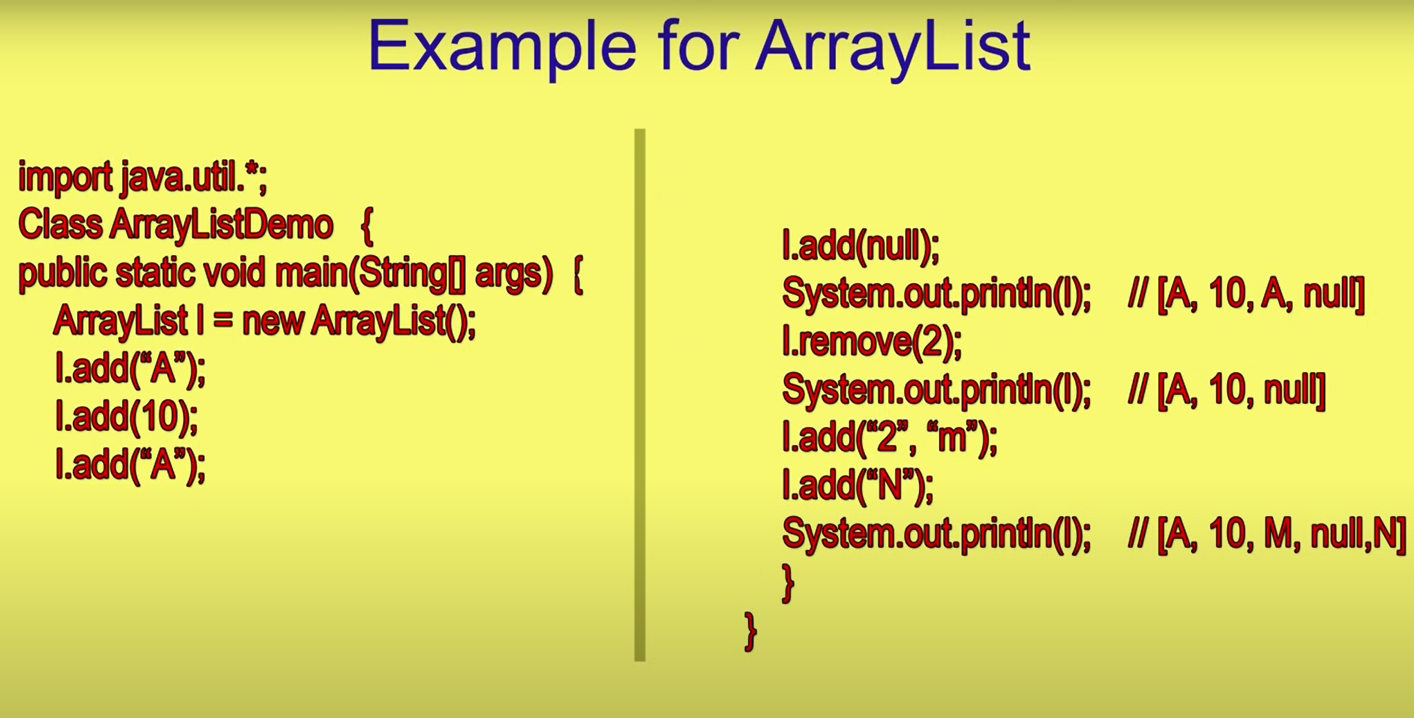 Example for ArrayList
import java.util.*;
Class ArrayListDemo {
public static void main(String[] args) {
ArrayList l = new ArrayList();
l.add(“A”);
l.add(10);
l.add(“A”);
l.add(null);
System.out.println(l); // [A, 10, A, null]
l.remove(2);
System.out.println(l); // [A, 10, null]
l.add(“2”, “m”);
l.add(“N”);
System.out.println(l); // [A, 10, M, null,N]
}
}